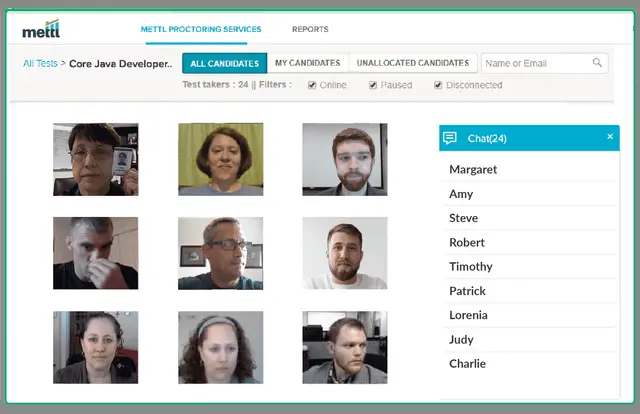 mettl
METTL PROCTORING SERVICES
REPORTS
All Tests > Core Java Developer..
ALL CANDIDATES
MY CANDIDATES
UNALLOCATED CANDIDATES
Name or Email
Test takers : 24 || Filters :
Online
Paused
Disconnected
Chat(24)
×
Margaret
Amy
Steve
Robert
Timothy
Patrick
Lorenia
Judy
Charlie